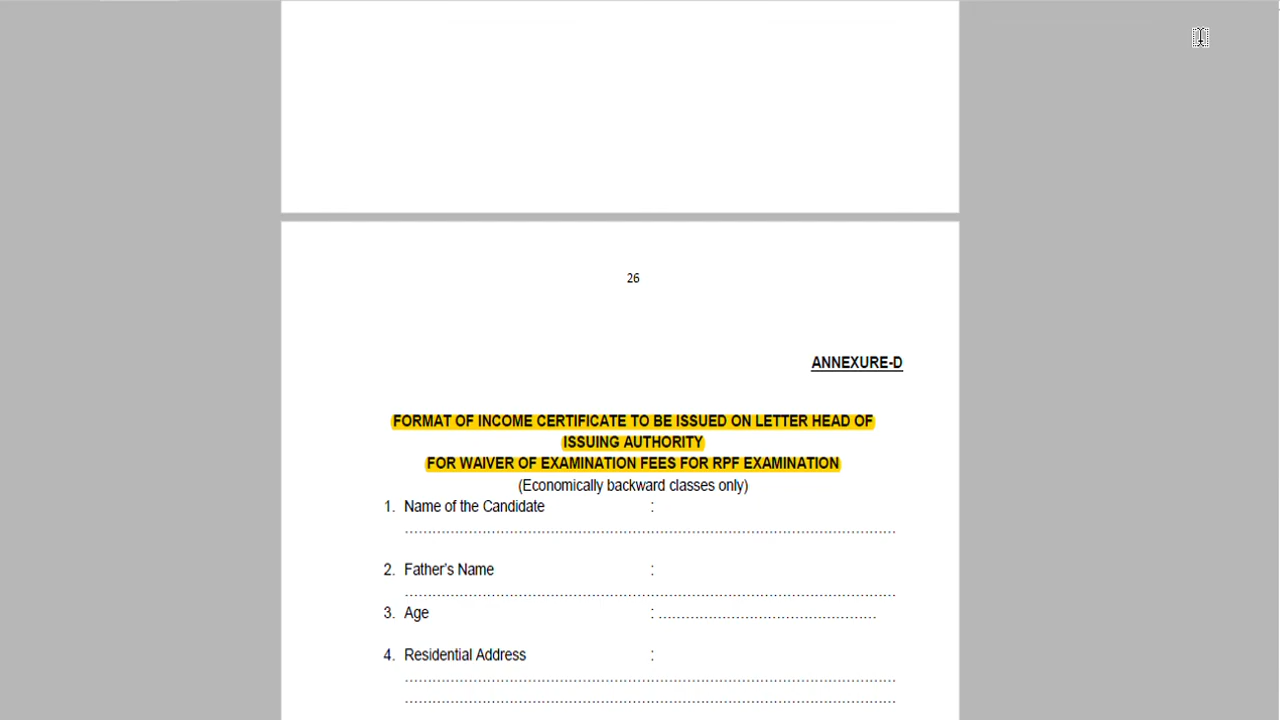 26
ANNEXURE-D
FORMAT OF INCOME CERTIFICATE TO BE ISSUED ON LETTER HEAD OF
ISSUING AUTHORITY
FOR WAIVER OF EXAMINATION FEES FOR RPF EXAMINATION
(Economically backward classes only)
1. Name of the Candidate :
............................................................................................................
2. Father's Name :
............................................................................................................
3. Age : ................................................
4. Residential Address :
............................................................................................................
............................................................................................................